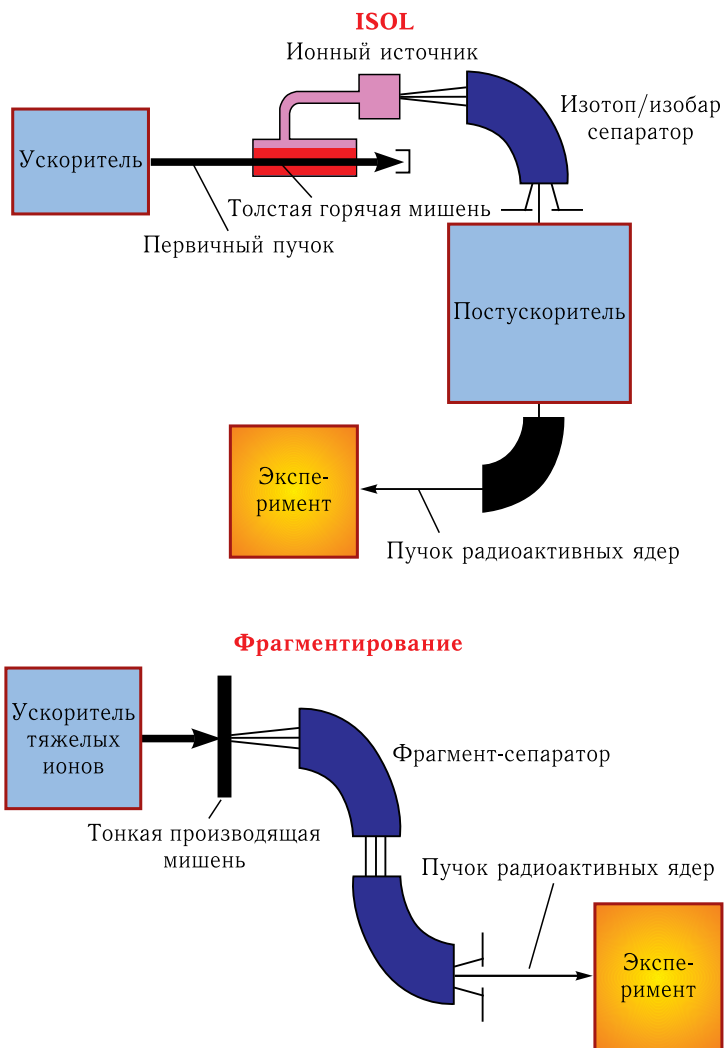 ISOL
Ионный источник
Изотоп/изобар
сепаратор
Ускоритель
Толстая горячая мишень
Первичный пучок
Постускоритель
Экспе-
римент
Пучок радиоактивных ядер
Фрагментирование
Ускоритель
тяжелых
ионов
Фрагмент-сепаратор
Тонкая производящая
мишень
Пучок радиоактивных ядер
Экспе-
римент